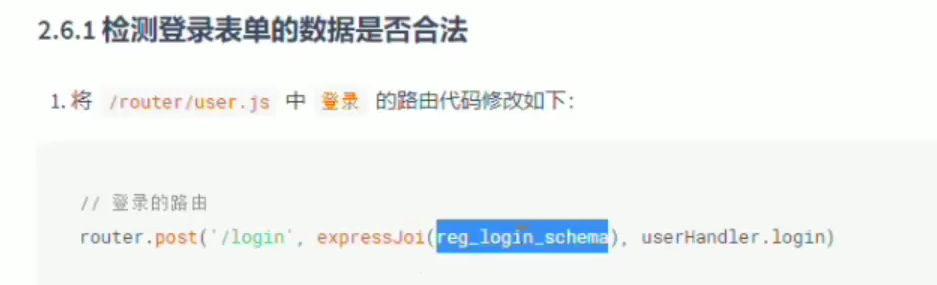 2.6.1 检测登录表单的数据是否合法
1. 将 /router/user.js 中 登录 的路由代码修改如下：
// 登录的路由
router.post('/login', expressJoi(reg_login_schema), userHandler.login)